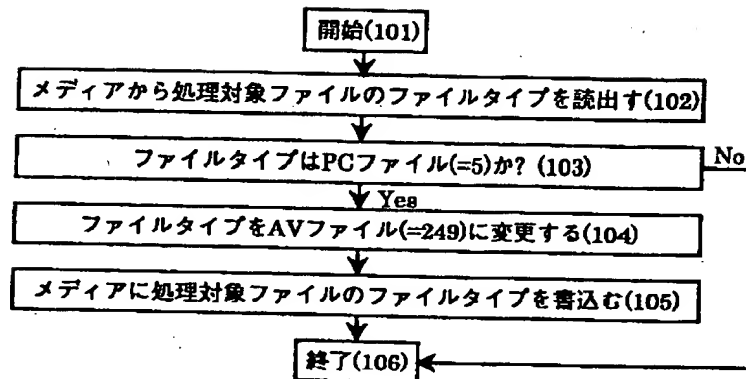 開始(101)
メディアから処理対象ファイルのファイルタイプを読出す(102)
ファイルタイプはPCファイル(=5)か? (103)
No
Yes
ファイルタイプをAVファイル(=249)に変更する(104)
メディアに処理対象ファイルのファイルタイプを書込む(105)
終了(106)